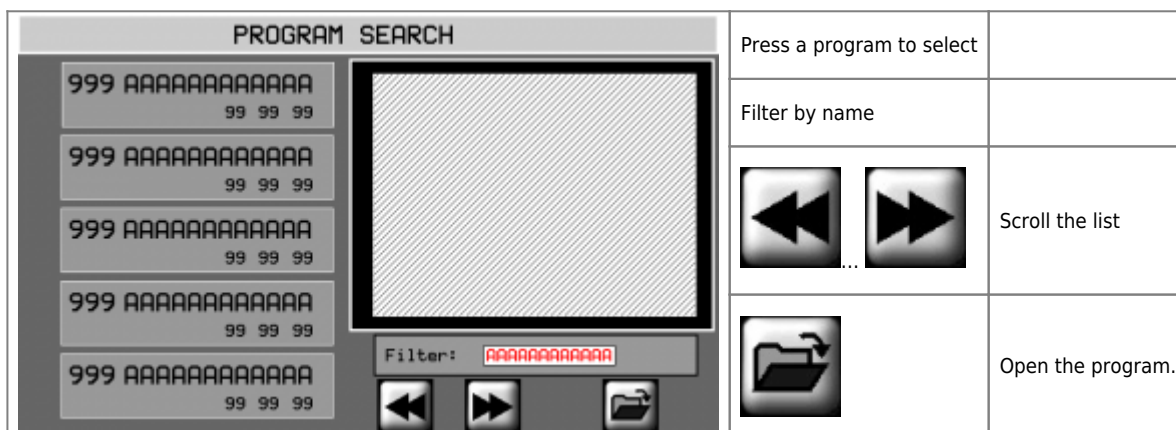 PROGRAM SEARCH
999 AAAAAAAAAAAA
99 99 99
999 AAAAAAAAAAAA
99 99 99
999 AAAAAAAAAAAA
99 99 99
999 AAAAAAAAAAAA
99 99 99
999 AAAAAAAAAAAA
99 99 99
Filter: AAAAAAAAAAAA
Press a program to select
Filter by name
... Scroll the list
Open the program.